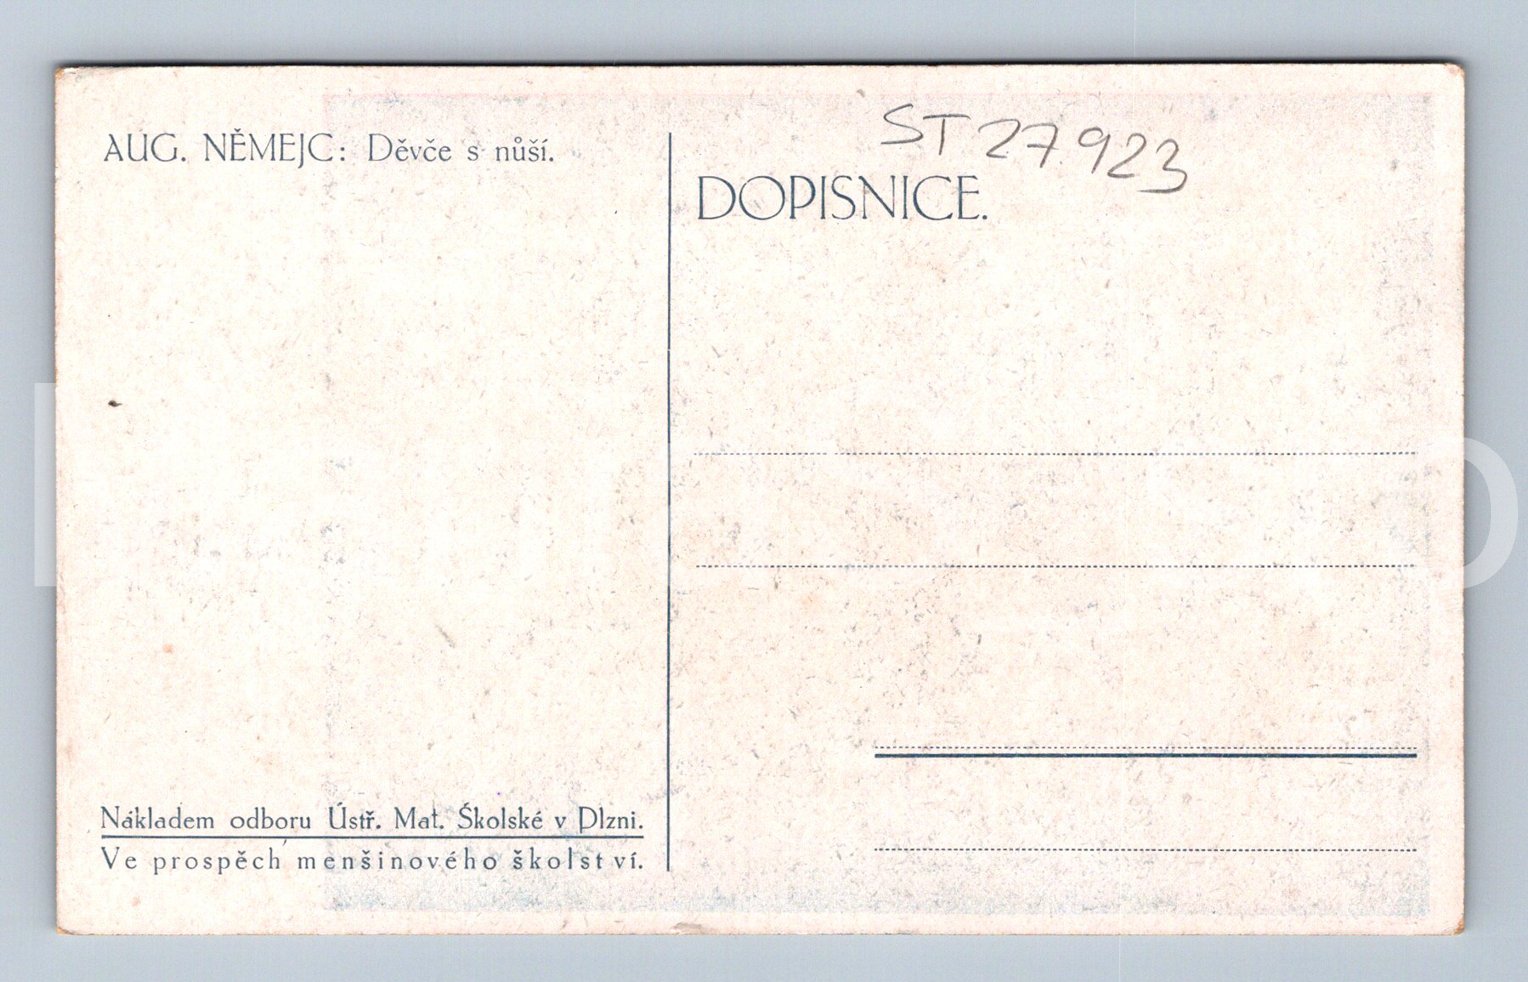 AUG. NĚMEJC: Děvče s nůší.
ST 27923
DOPISNICE.
Nákladem odboru Ústř. Mat. Školské v Plzni.
Ve prospěch menšinového školství.